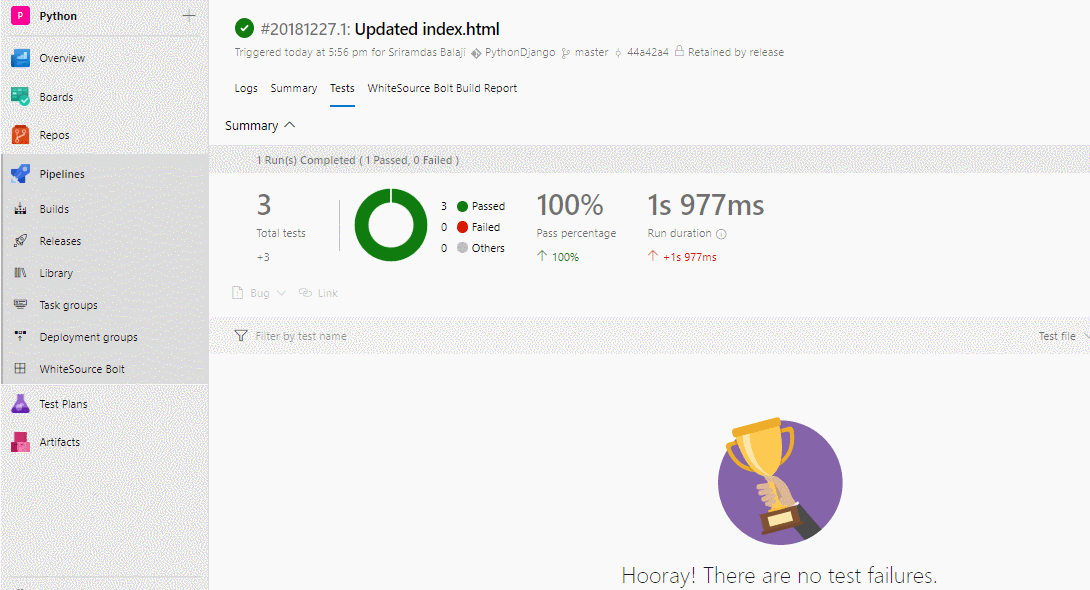 P Python
Overview
Boards
Repos
Pipelines
Builds
Releases
Library
Task groups
Deployment groups
WhiteSource Bolt
Test Plans
Artifacts
#20181227.1: Updated index.html
Triggered today at 5:56 pm for Sriramdas Balaji PythonDjango master 44a42a4 Retained by release
Logs Summary Tests WhiteSource Bolt Build Report
Summary
1 Run(s) Completed ( 1 Passed, 0 Failed )
3
Total tests
+3
3 Passed
0 Failed
0 Others
100%
Pass percentage
100%
1s 977ms
Run duration
+1s 977ms
Bug Link
Filter by test name Test file
Hooray! There are no test failures.